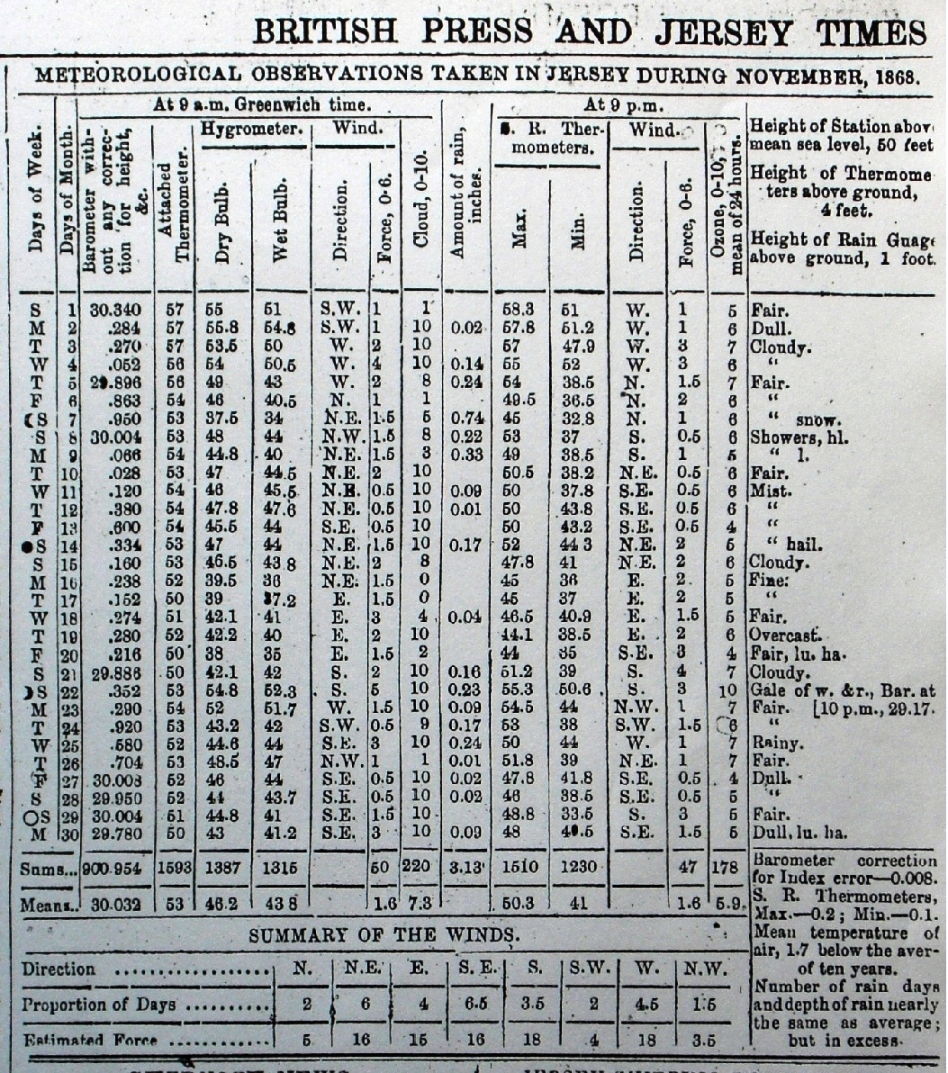 BRITISH PRESS AND JERSEY TIMES
METEOROLOGICAL OBSERVATIONS TAKEN IN JERSEY DURING NOVEMBER, 1868.
Days of Week. Days of Month. At 9 a.m. Greenwich time. At 9 p.m.
Barometer without any correction for height, &c. Attached Thermometer. Hygrometer. Dry Bulb. Wet Bulb. Wind. Direction. Force, 0-6. Cloud, 0-10. Amount of rain, inches. S. R. Thermometers. Max. Min. Wind. Direction. Force, 0-6. Ozone, 0-10, mean of 24 hours.
Height of Station above
mean sea level, 50 feet
Height of Thermome
ters above ground,
4 feet.
Height of Rain Guage
above ground, 1 foot.
S 1 30.340 57 55 51 S.W. 1 1 58.3 51 W. 1 5 Fair.
M 2 .284 57 55.8 54.8 S.W. 1 10 0.02 57.8 51.2 W. 1 6 Dull.
T 3 .270 57 53.5 50 W. 2 10 57 47.9 W. 3 7 Cloudy.
W 4 .052 56 54 50.5 W. 4 10 0.14 55 52 W. 3 6 "
T 5 29.896 56 49 43 W. 2 8 0.24 54 38.5 N. 1.5 7 Fair.
F 6 .863 54 46 40.5 N. 1 1 49.5 36.5 N. 2 6 "
☾S 7 .950 53 37.5 34 N.E. 1.5 5 0.74 45 32.8 N. 1 6 " snow.
S 8 30.004 53 48 44 N.W. 1.5 8 0.22 53 37 S. 0.5 6 Showers, hl.
M 9 .066 54 44.8 40 N.E. 1.5 3 0.33 49 38.5 S. 1 5 " l.
T 10 .028 53 47 44.5 N.E. 2 10 50.5 38.2 N.E. 0.5 6 Fair.
W 11 .120 54 46 45.5 N.E. 0.5 10 0.09 50 37.8 S.E. 0.5 6 Mist.
T 12 .380 54 47.8 47.6 N.E. 0.5 10 0.01 50 43.8 S.E. 0.5 6 "
F 13 .600 54 45.5 44 S.E. 0.5 10 50 43.2 S.E. 0.5 4 "
●S 14 .334 53 47 44 N.E. 1.5 10 0.17 52 44 3 N.E. 2 5 " hail.
S 15 .160 53 46.5 43 8 N.E. 2 8 47.8 41 N.E. 2 6 Cloudy.
M 16 .238 52 39.5 36 N.E. 1.5 0 45 36 E. 2 5 Fine:
T 17 .152 50 39 37.2 E. 1.5 0 45 37 E. 2 5 "
W 18 .274 51 42.1 41 E. 3 4 0.04 46.5 40.9 E. 1.5 5 Fair.
T 19 .280 52 42.2 40 E. 2 10 44.1 38.5 E. 2 6 Overcast.
F 20 .216 50 38 35 E. 1.5 2 44 35 S.E. 3 4 Fair, lu. ha.
S 21 29.886 50 42.1 42 S. 2 10 0.16 51.2 39 S. 4 7 Cloudy.
☽S 22 .352 53 54.8 52.3 S. 5 10 0.23 55.3 50.6 S. 3 10 Gale of w. &r., Bar. at
M 23 .290 54 52 51.7 W. 1.5 10 0.09 54.5 44 N.W. 1 7 Fair. [10 p.m., 29.17.
T 24 .920 53 43.2 42 S.W. 0.5 9 0.17 53 38 S.W. 1.5 6 "
W 25 .580 52 44.6 44 S.E. 3 10 0.24 50 44 W. 1 7 Rainy.
T 26 .704 53 48.5 47 N.W. 1 1 0.01 51.8 39 N.E. 1 7 Fair.
F 27 30.003 52 46 44 S.E. 0.5 10 0.02 47.8 41.8 S.E. 0.5 4 Dull.
S 28 29.950 52 44 43.7 S.E. 0.5 10 0.02 46 38.5 S.E. 0.5 5 "
○S 29 30.004 51 44.8 41 S.E. 1.5 10 48.8 33.5 S. 3 5 Fair.
M 30 29.780 50 43 41.2 S.E. 3 10 0.09 48 40.5 S.E. 1.5 5 Dull, lu. ha.
Sums... 900.954 1593 1387 1315 50 220 3.13 1510 1230 47 178
Means.. 30.032 53 46.2 43 8 1.6 7.3 50.3 41 1.6 5.9
Barometer correction
for Index error—0.008.
S. R. Thermometers,
Max.—0.2; Min.—0.1.
Mean temperature of
air, 1.7 below the aver-
of ten years.
Number of rain days
and depth of rain nearly
the same as average;
but in excess.
SUMMARY OF THE WINDS.
Direction .................... N. N.E. E. S. E. S. S.W. W. N.W.
Proportion of Days .......... 2 6 4 6.5 3.5 2 4.5 1.5
Estimated Force ............. 5 16 15 16 18 4 18 3.5